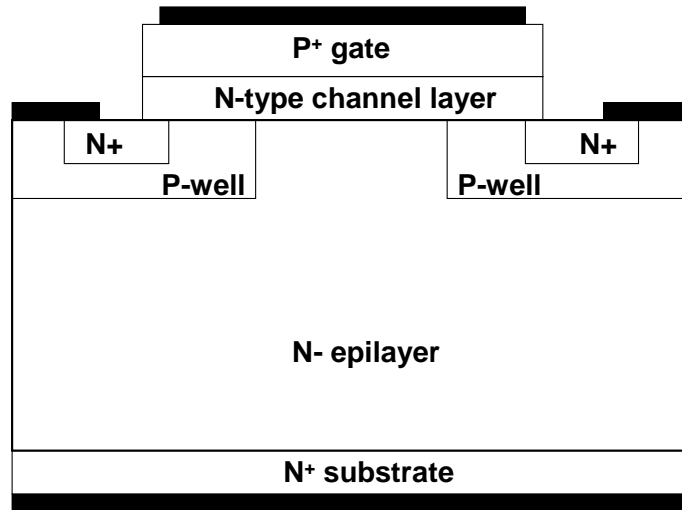 P⁺ gate
N-type channel layer
N+ N+
P-well P-well
N- epilayer
N⁺ substrate